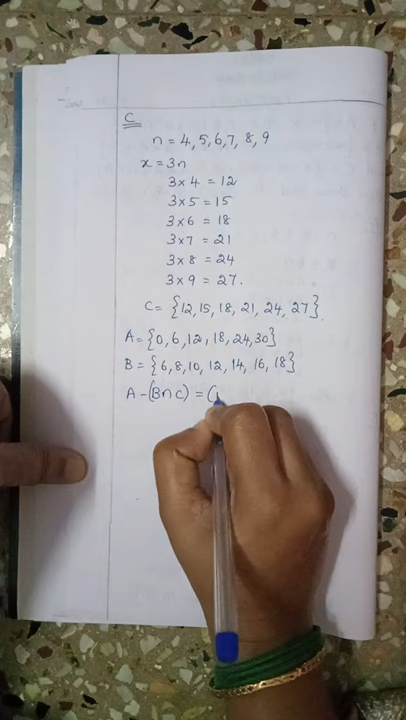 C
n = 4, 5, 6, 7, 8, 9
x = 3n
3 × 4 = 12
3 × 5 = 15
3 × 6 = 18
3 × 7 = 21
3 × 8 = 24
3 × 9 = 27.
C = {12, 15, 18, 21, 24, 27}
A = {0, 6, 12, 18, 24, 30}
B = {6, 8, 10, 12, 14, 16, 18}
A - (B∩C) = (